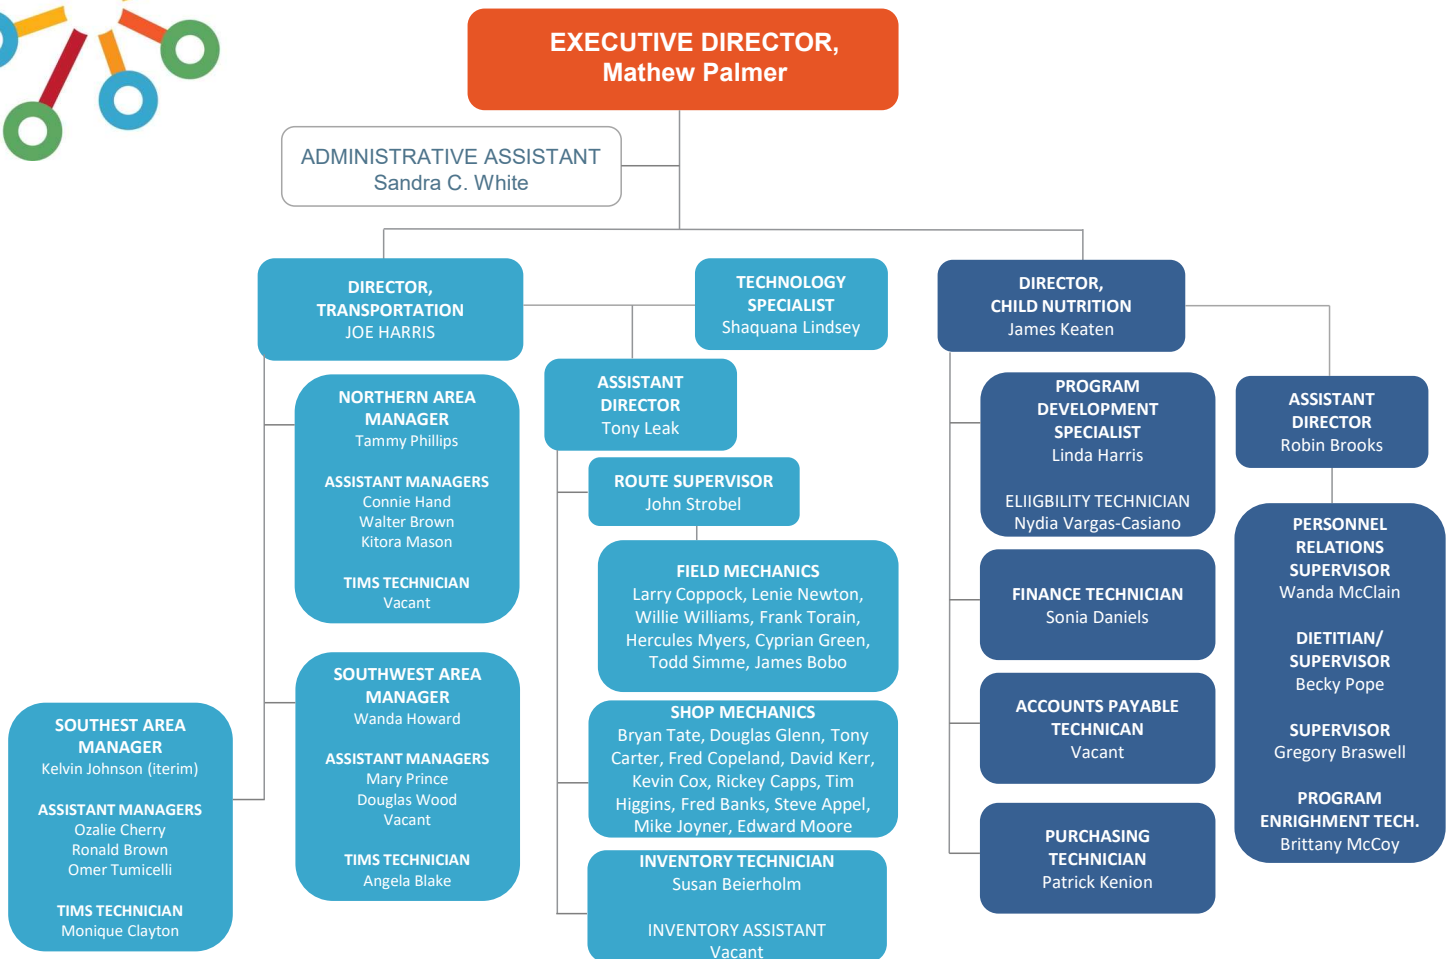 EXECUTIVE DIRECTOR,
Mathew Palmer
ADMINISTRATIVE ASSISTANT
Sandra C. White
DIRECTOR,
TRANSPORTATION
JOE HARRIS
TECHNOLOGY
SPECIALIST
Shaquana Lindsey
DIRECTOR,
CHILD NUTRITION
James Keaten
NORTHERN AREA
MANAGER
Tammy Phillips
ASSISTANT MANAGERS
Connie Hand
Walter Brown
Kitora Mason
TIMS TECHNICIAN
Vacant
SOUTHWEST AREA
MANAGER
Wanda Howard
ASSISTANT MANAGERS
Mary Prince
Douglas Wood
Vacant
TIMS TECHNICIAN
Angela Blake
SOUTHEST AREA
MANAGER
Kelvin Johnson (iterim)
ASSISTANT MANAGERS
Ozalie Cherry
Ronald Brown
Omer Tumicelli
TIMS TECHNICIAN
Monique Clayton
ASSISTANT
DIRECTOR
Tony Leak
ROUTE SUPERVISOR
John Strobel
FIELD MECHANICS
Larry Coppock, Lenie Newton,
Willie Williams, Frank Torain,
Hercules Myers, Cyprian Green,
Todd Simme, James Bobo
SHOP MECHANICS
Bryan Tate, Douglas Glenn, Tony
Carter, Fred Copeland, David Kerr,
Kevin Cox, Rickey Capps, Tim
Higgins, Fred Banks, Steve Appel,
Mike Joyner, Edward Moore
INVENTORY TECHNICIAN
Susan Beierholm
INVENTORY ASSISTANT
Vacant
PROGRAM
DEVELOPMENT
SPECIALIST
Linda Harris
ELIIGBILITY TECHNICIAN
Nydia Vargas-Casiano
FINANCE TECHNICIAN
Sonia Daniels
ACCOUNTS PAYABLE
TECHNICAN
Vacant
PURCHASING
TECHNICIAN
Patrick Kenion
ASSISTANT
DIRECTOR
Robin Brooks
PERSONNEL
RELATIONS
SUPERVISOR
Wanda McClain
DIETITIAN/
SUPERVISOR
Becky Pope
SUPERVISOR
Gregory Braswell
PROGRAM
ENRIGHMENT TECH.
Brittany McCoy